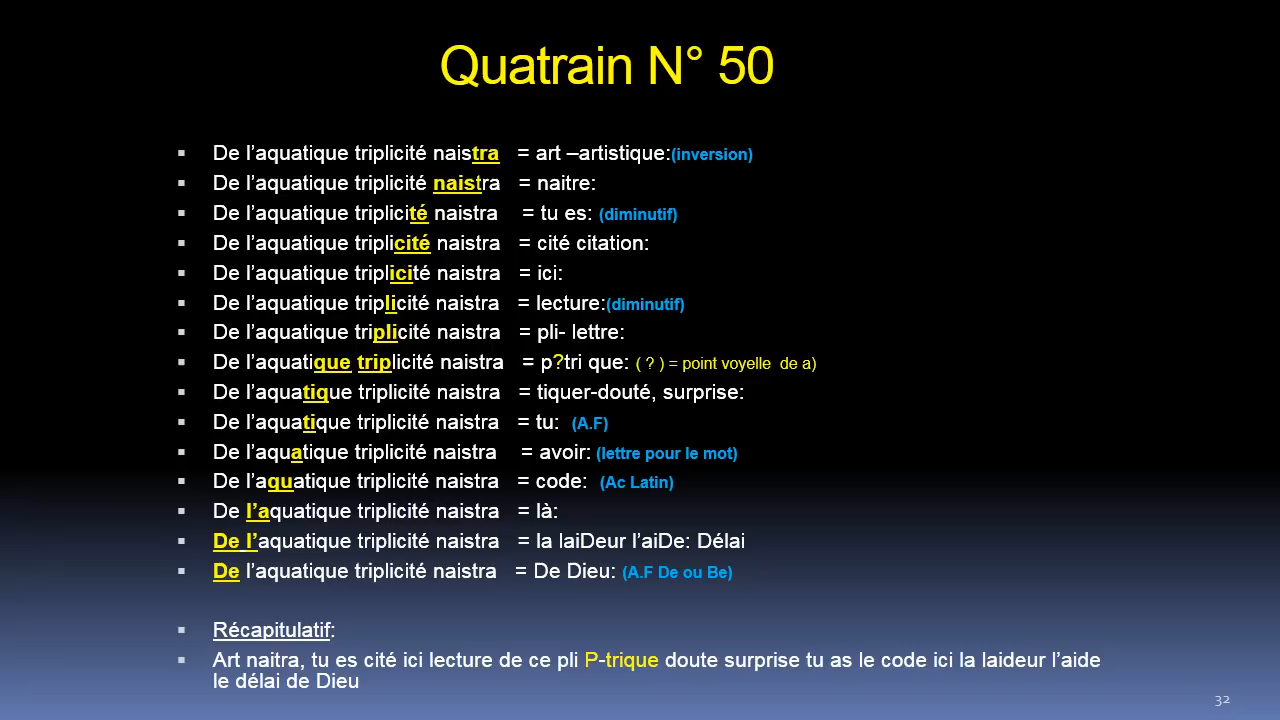 Quatrain N° 50
▪ De l’aquatique triplicité naistra = art –artistique:(inversion)
▪ De l’aquatique triplicité naistra = naitre:
▪ De l’aquatique triplicité naistra = tu es: (diminutif)
▪ De l’aquatique triplicité naistra = cité citation:
▪ De l’aquatique triplicité naistra = ici:
▪ De l’aquatique triplicité naistra = lecture:(diminutif)
▪ De l’aquatique triplicité naistra = pli- lettre:
▪ De l’aquatique triplicité naistra = p?tri que: ( ? ) = point voyelle de a)
▪ De l’aquatique triplicité naistra = tiquer-douté, surprise:
▪ De l’aquatique triplicité naistra = tu: (A.F)
▪ De l’aquatique triplicité naistra = avoir: (lettre pour le mot)
▪ De l’aquatique triplicité naistra = code: (Ac Latin)
▪ De l’aquatique triplicité naistra = là:
▪ De l’aquatique triplicité naistra = la laiDeur l’aiDe: Délai
▪ De l’aquatique triplicité naistra = De Dieu: (A.F De ou Be)
▪ Récapitulatif:
▪ Art naitra, tu es cité ici lecture de ce pli P-trique doute surprise tu as le code ici la laideur l’aide
le délai de Dieu
32